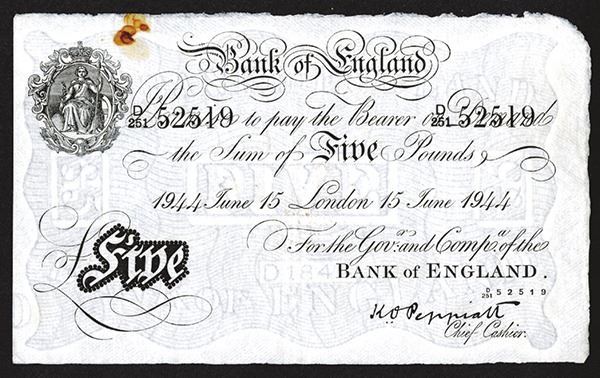 Bank of England
I Promise to pay the Bearer on Demand
D/251 52519 D/251 52519
the Sum of Five Pounds
1944 June 15 London 15 June 1944
For the Govr. and Compa. of the
BANK of ENGLAND.
£Five
D/251 52519
K O Peppiatt
Chief Cashier.